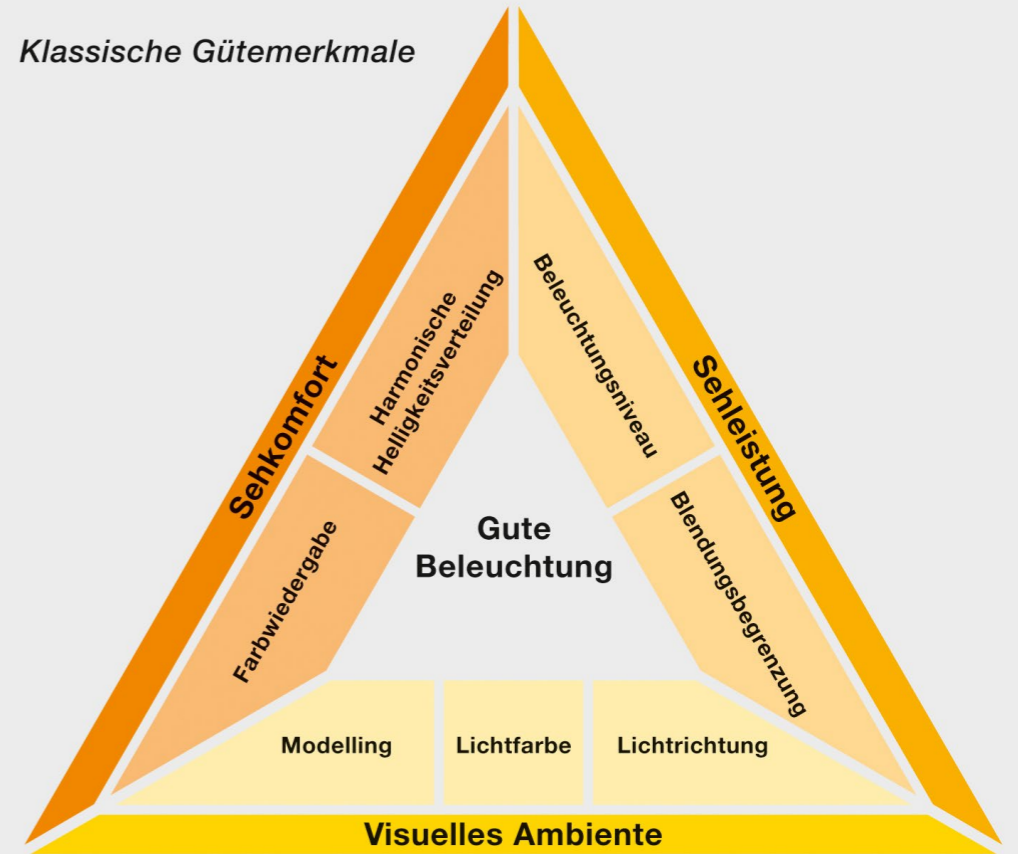 Klassische Gütemerkmale
Sehkomfort
Harmonische
Helligkeitsverteilung
Farbwiedergabe
Beleuchtungsniveau
Sehleistung
Blendungsbegrenzung
Gute
Beleuchtung
Modelling
Lichtfarbe
Lichtrichtung
Visuelles Ambiente